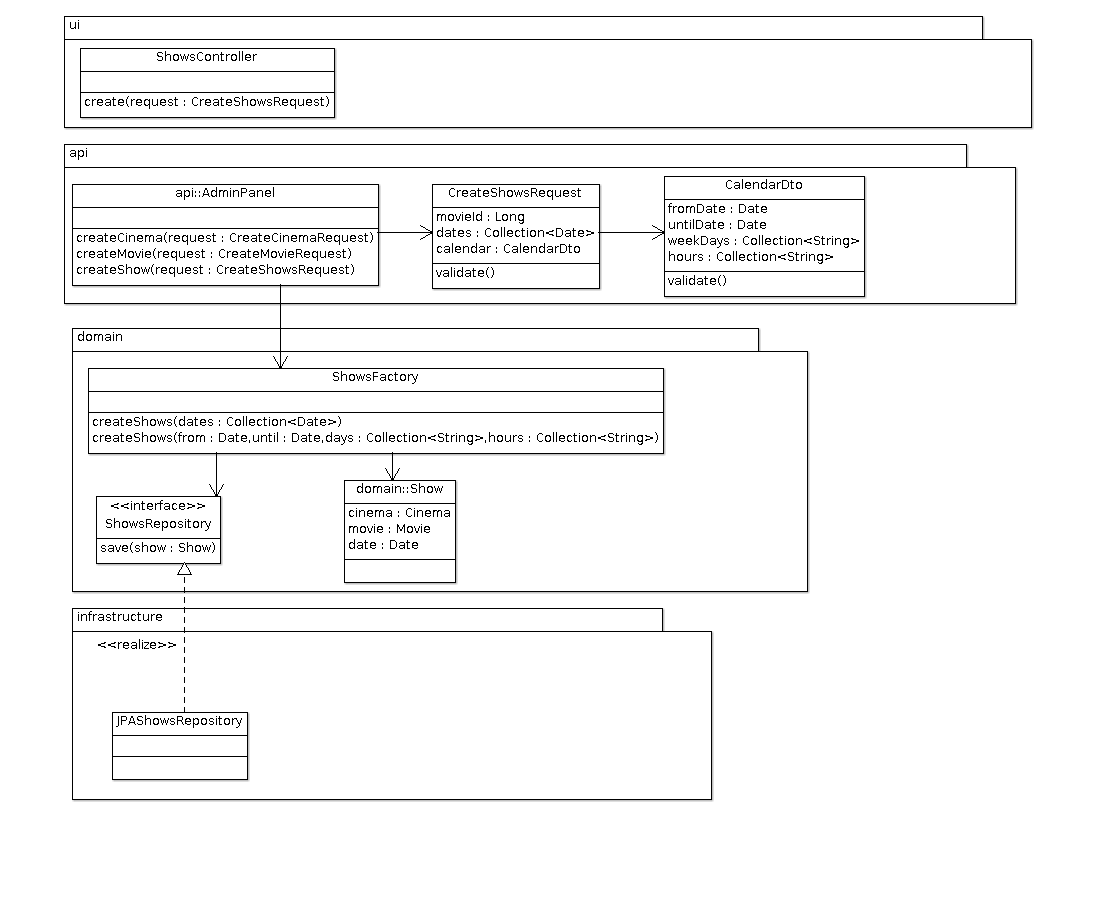 ui
ShowsController
create(request : CreateShowsRequest)
api
api::AdminPanel
createCinema(request : CreateCinemaRequest)
createMovie(request : CreateMovieRequest)
createShow(request : CreateShowsRequest)
CreateShowsRequest
movieId : Long
dates : Collection<Date>
calendar : CalendarDto
validate()
CalendarDto
fromDate : Date
untilDate : Date
weekDays : Collection<String>
hours : Collection<String>
validate()
domain
ShowsFactory
createShows(dates : Collection<Date>)
createShows(from : Date,until : Date,days : Collection<String>,hours : Collection<String>)
<<interface>>
ShowsRepository
save(show : Show)
domain::Show
cinema : Cinema
movie : Movie
date : Date
infrastructure
<<realize>>
JPAShowsRepository